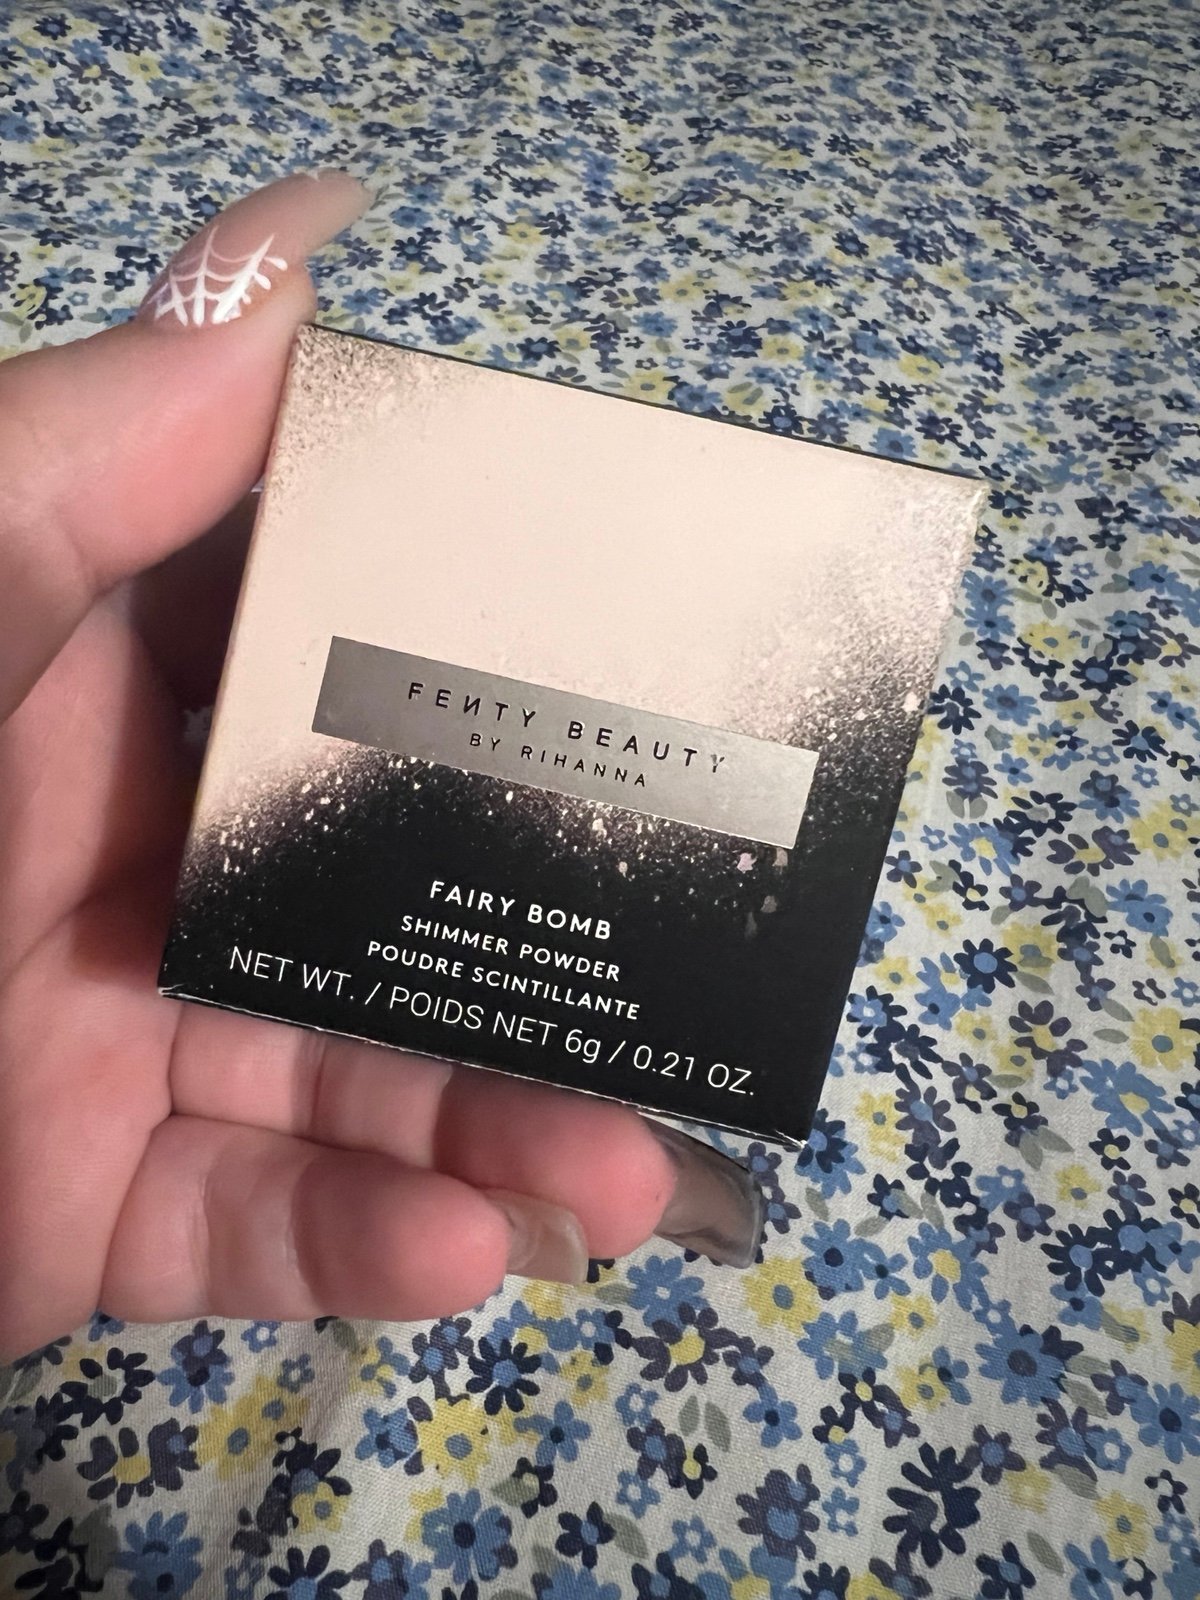 FENTY BEAUTY
BY RIHANNA
FAIRY BOMB
SHIMMER POWDER
POUDRE SCINTILLANTE
NET WT. / POIDS NET 6g / 0.21 OZ.